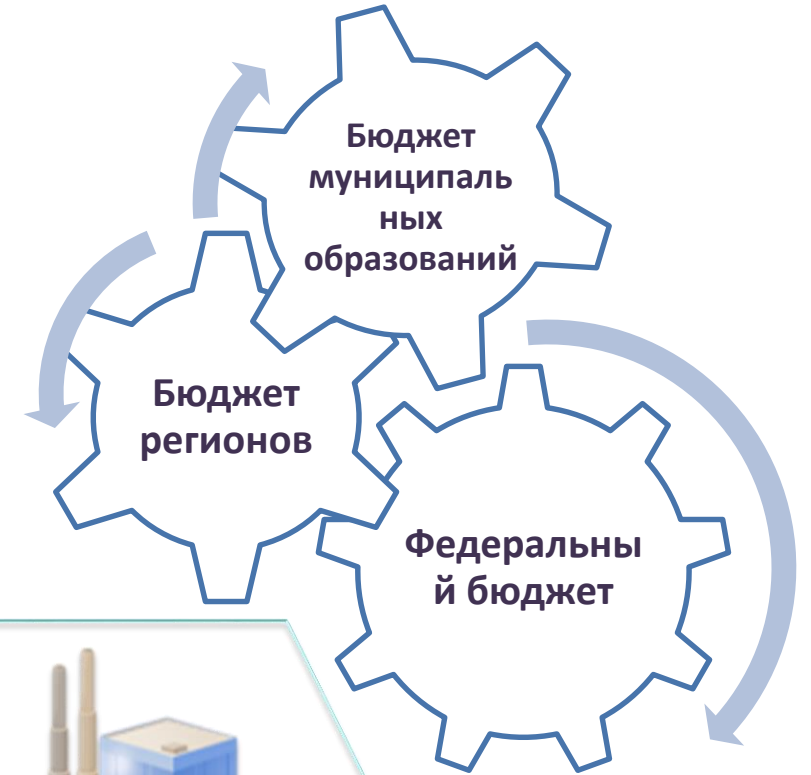 Бюджет
муниципаль
ных
образований
Бюджет
регионов
Федеральны
й бюджет